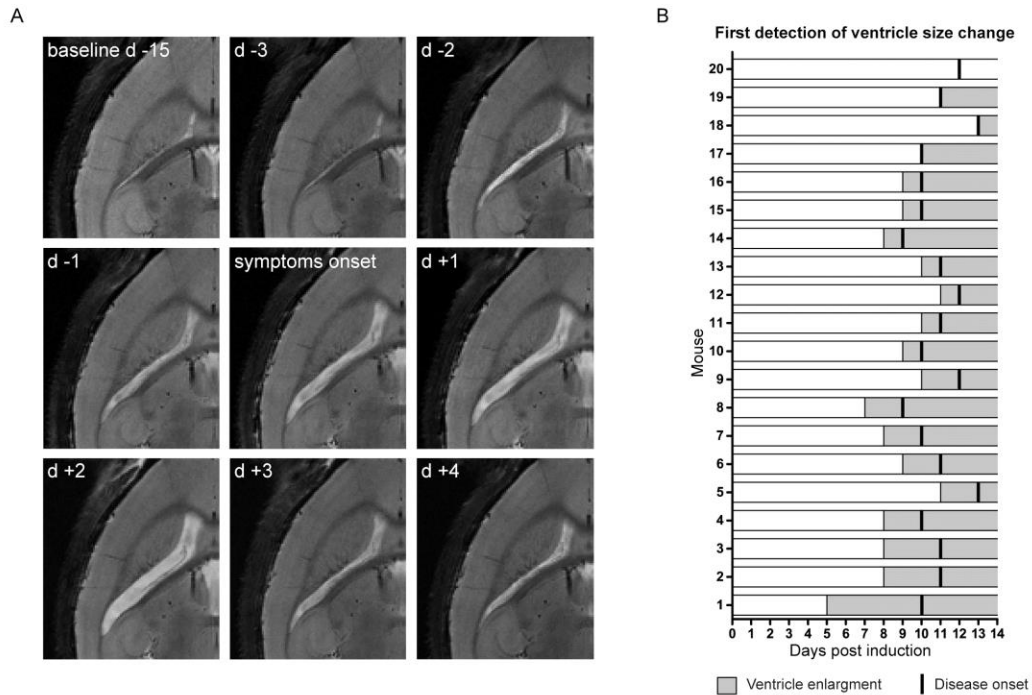 A
baseline d -15
d -3
d -2
d -1
symptoms onset
d +1
d +2
d +3
d +4
B
First detection of ventricle size change
20
19
18
17
16
15
14
13
12
11
10
9
8
7
6
5
4
3
2
1
Mouse
0 1 2 3 4 5 6 7 8 9 10 11 12 13 14
Days post induction
Ventricle enlargment
Disease onset